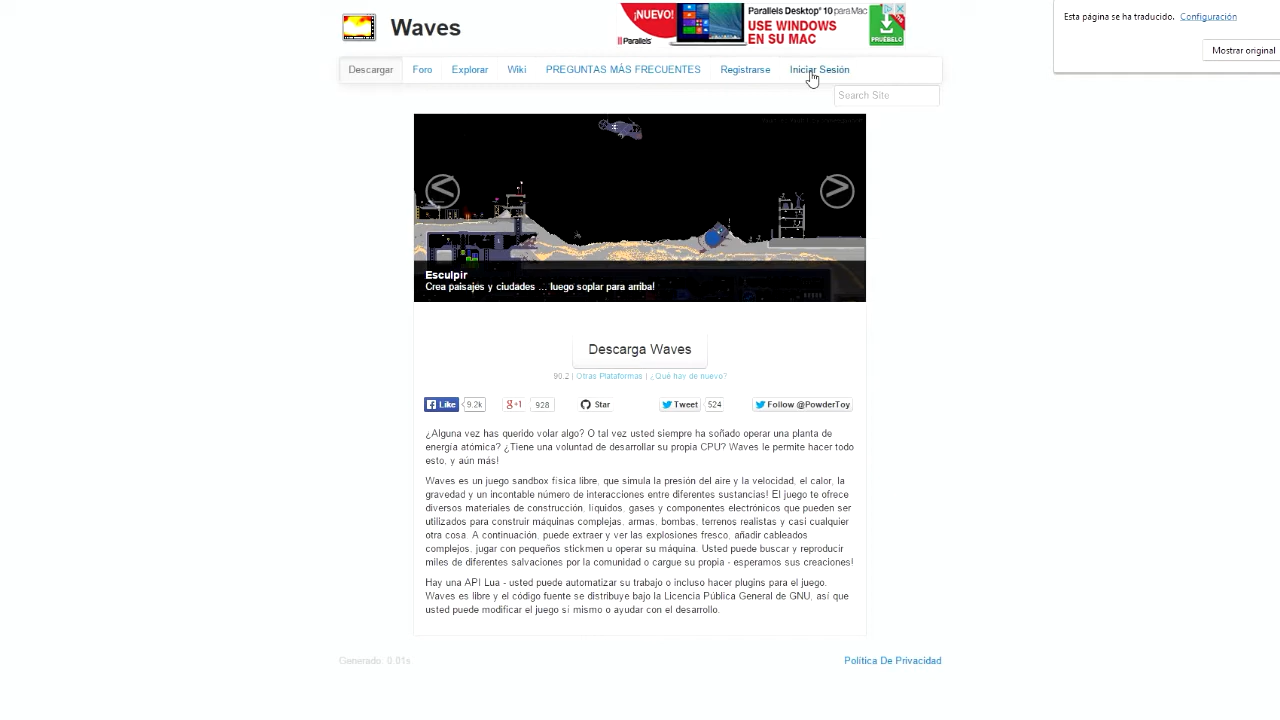 Waves
¡NUEVO!
Parallels
Parallels Desktop® 10 para Mac
USE WINDOWS
EN SU MAC
PRUÉBELO
Esta página se ha traducido. Configuración
Mostrar original
Descargar Foro Explorar Wiki PREGUNTAS MÁS FRECUENTES Registrarse Iniciar Sesión
Search Site
< >
Esculpir
Crea paisajes y ciudades ... luego soplar para arriba!
Descarga Waves
90.2 | Otras Plataformas | ¿Qué hay de nuevo?
Like 9.2k g+1 928 Star Tweet 524 Follow @PowderToy
¿Alguna vez has querido volar algo? O tal vez usted siempre ha soñado operar una planta de
energía atómica? ¿Tiene una voluntad de desarrollar su propia CPU? Waves le permite hacer todo
esto, y aún más!
Waves es un juego sandbox física libre, que simula la presión del aire y la velocidad, el calor, la
gravedad y un incontable número de interacciones entre diferentes sustancias! El juego te ofrece
diversos materiales de construcción, líquidos, gases y componentes electrónicos que pueden ser
utilizados para construir máquinas complejas, armas, bombas, terrenos realistas y casi cualquier
otra cosa. A continuación, puede extraer y ver las explosiones fresco, añadir cableados
complejos, jugar con pequeños stickmen u operar su máquina. Usted puede buscar y reproducir
miles de diferentes salvaciones por la comunidad o cargue su propia - esperamos sus creaciones!
Hay una API Lua - usted puede automatizar su trabajo o incluso hacer plugins para el juego.
Waves es libre y el código fuente se distribuye bajo la Licencia Pública General de GNU, así que
usted puede modificar el juego sí mismo o ayudar con el desarrollo.
Generado. 0.01s
Política De Privacidad